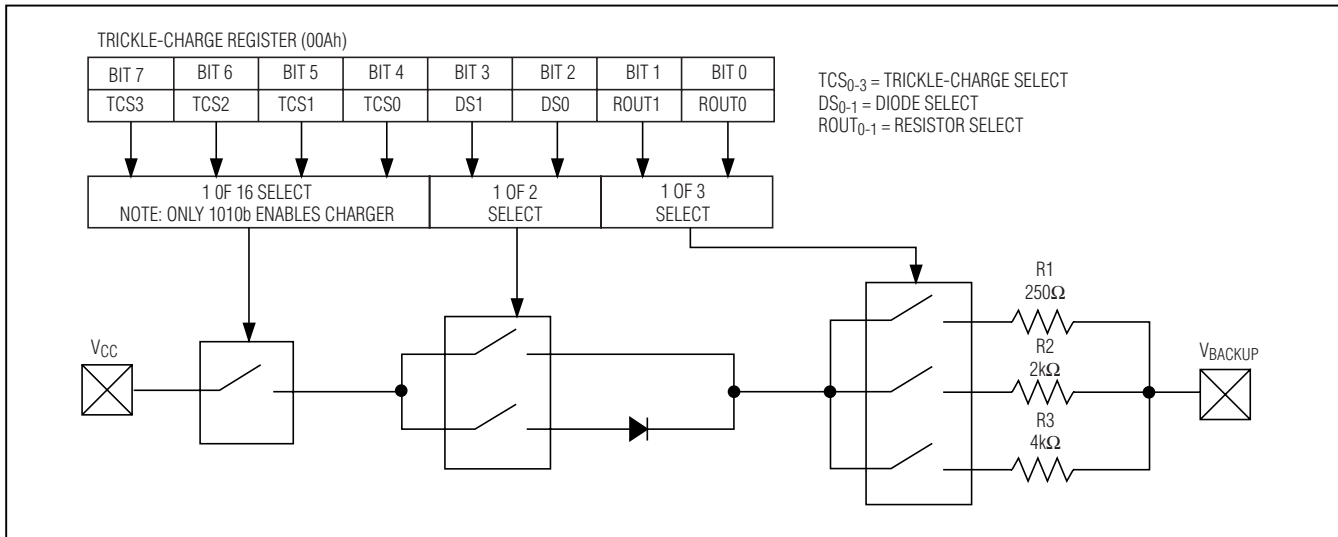 TRICKLE-CHARGE REGISTER (00Ah)
BIT 7 BIT 6 BIT 5 BIT 4 BIT 3 BIT 2 BIT 1 BIT 0
TCS3 TCS2 TCS1 TCS0 DS1 DS0 ROUT1 ROUT0
TCS0-3 = TRICKLE-CHARGE SELECT
DS0-1 = DIODE SELECT
ROUT0-1 = RESISTOR SELECT
1 0F 16 SELECT
NOTE: ONLY 1010b ENABLES CHARGER
1 OF 2
SELECT
1 OF 3
SELECT
VCC
R1
250Ω
R2
2kΩ
R3
4kΩ
VBACKUP